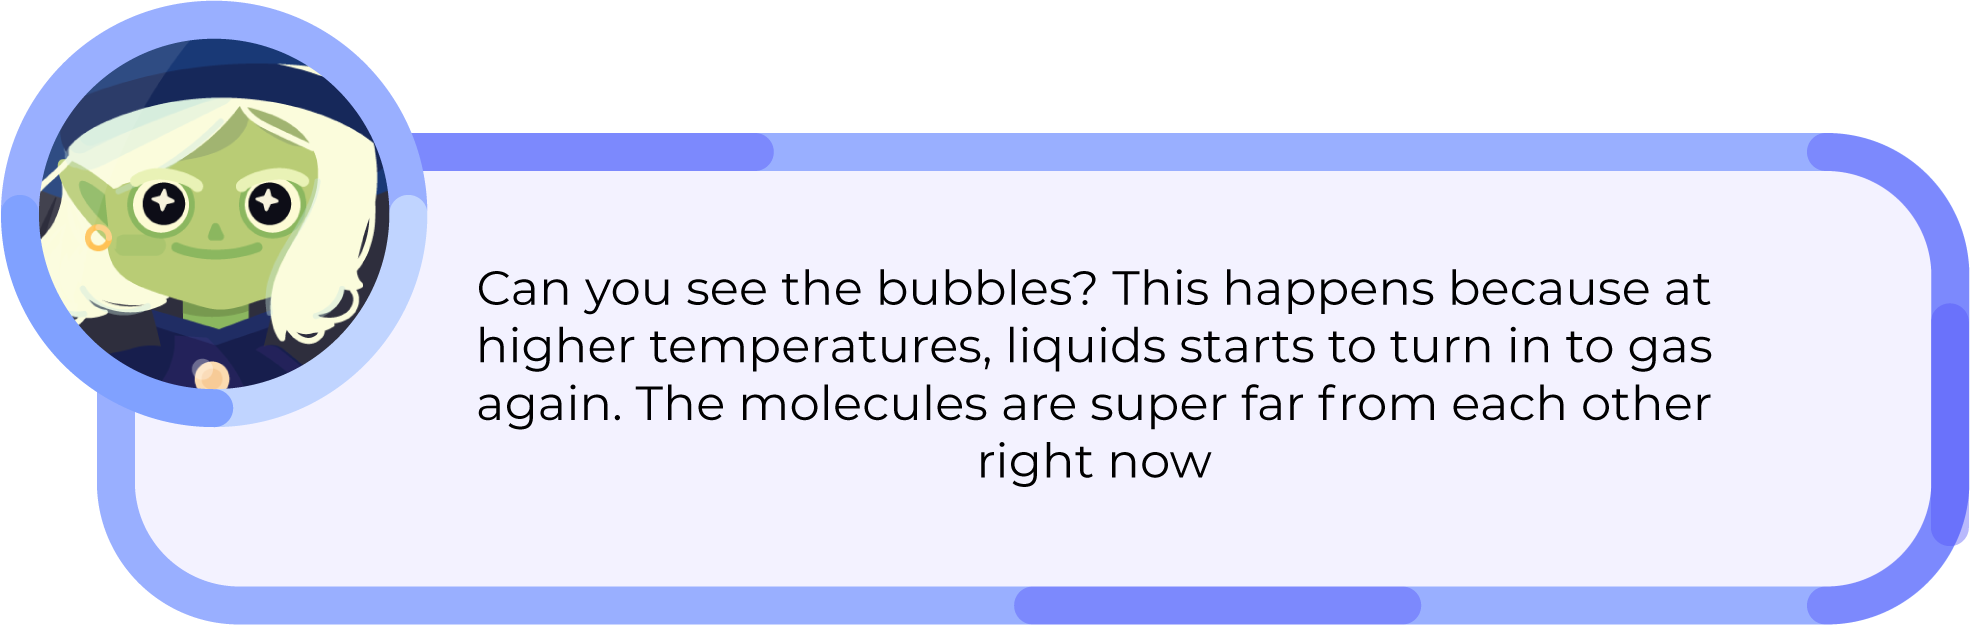 Can you see the bubbles? This happens because at
higher temperatures, liquids starts to turn in to gas
again. The molecules are super far from each other
right now